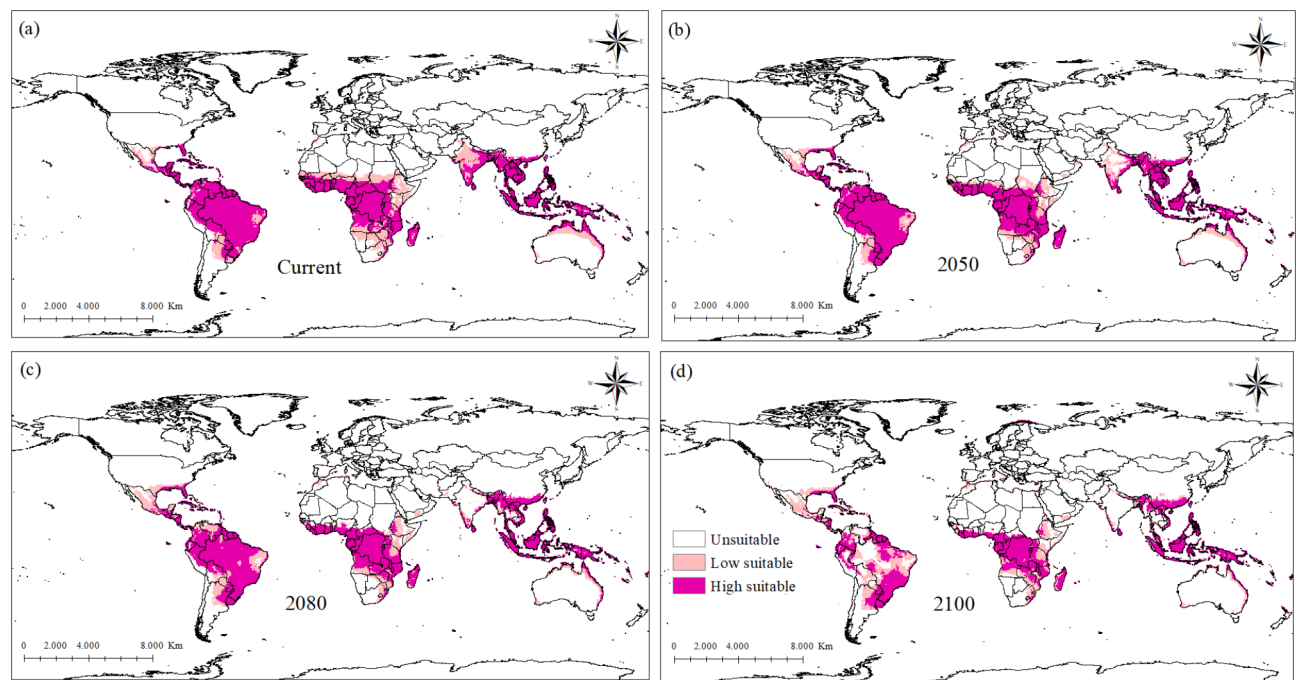 (a)
N
W E
S
Current
0 2.000 4.000 8.000 Km
(b)
N
W E
S
2050
0 2.000 4.000 8.000 Km
(c)
N
W E
S
2080
0 2.000 4.000 8.000 Km
(d)
N
W E
S
Unsuitable
Low suitable
High suitable
2100
0 2.000 4.000 8.000 Km